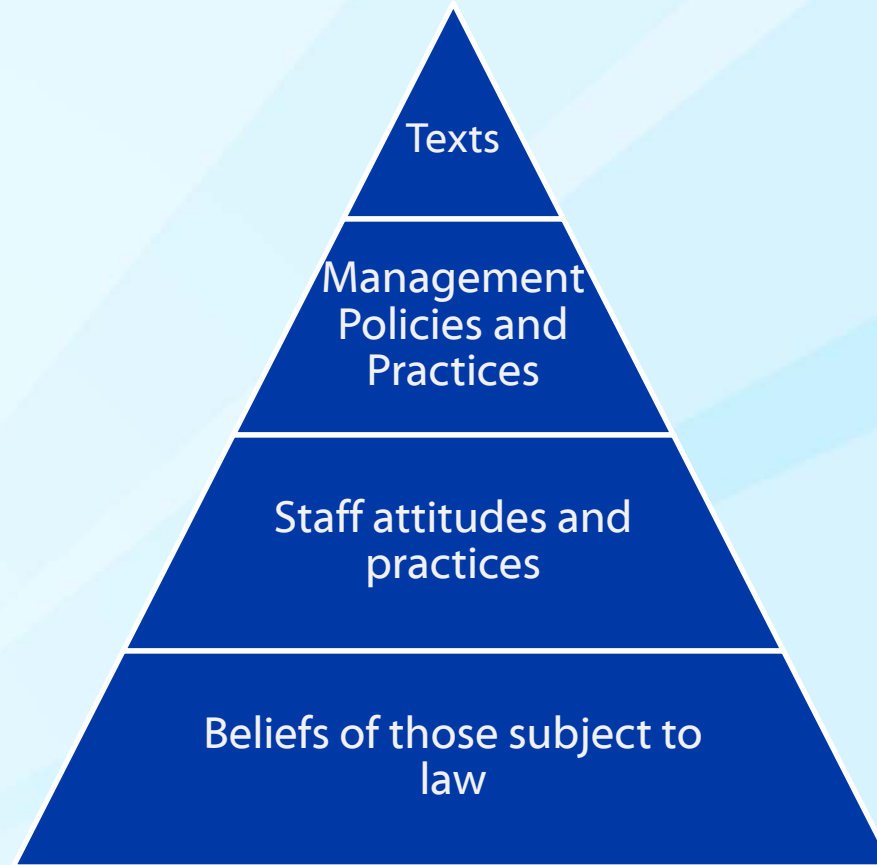 Texts
Management
Policies and
Practices
Staff attitudes and
practices
Beliefs of those subject to
law